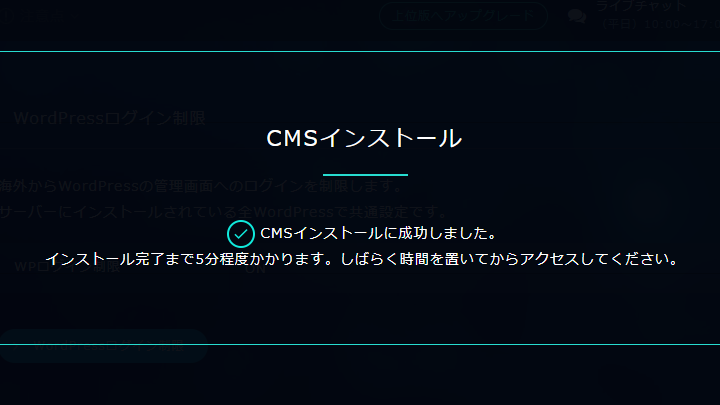 上位版へアップグレード
ライブチャット
WordPressログイン制限
CMSインストール
海外からWordPressの管理画面へのログインを制限します。
サーバーにインストールされている全WordPressで共通設定です。
CMSインストールに成功しました。
インストール完了まで5分程度かかります。しばらく時間を置いてからアクセスしてください。